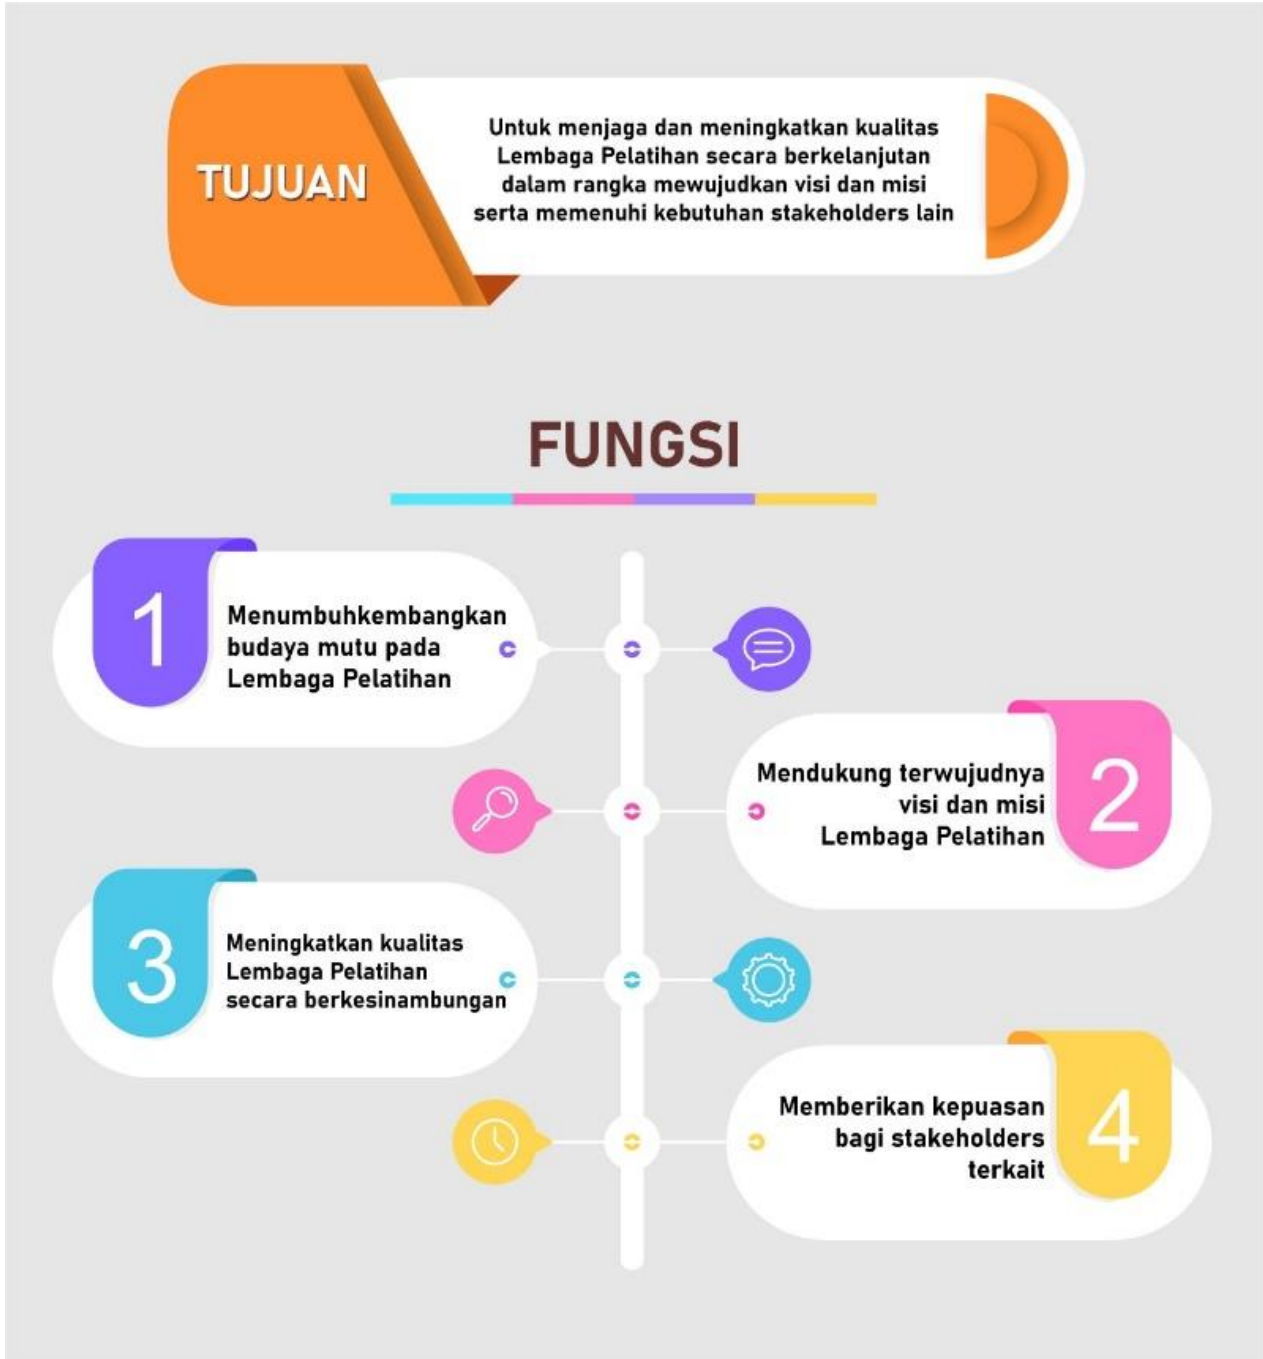 TUJUAN
Untuk menjaga dan meningkatkan kualitas
Lembaga Pelatihan secara berkelanjutan
dalam rangka mewujudkan visi dan misi
serta memenuhi kebutuhan stakeholders lain
FUNGSI
1
Menumbuhkembangkan
budaya mutu pada
Lembaga Pelatihan
2
Mendukung terwujudnya
visi dan misi
Lembaga Pelatihan
3
Meningkatkan kualitas
Lembaga Pelatihan
secara berkesinambungan
4
Memberikan kepuasan
bagi stakeholders
terkait